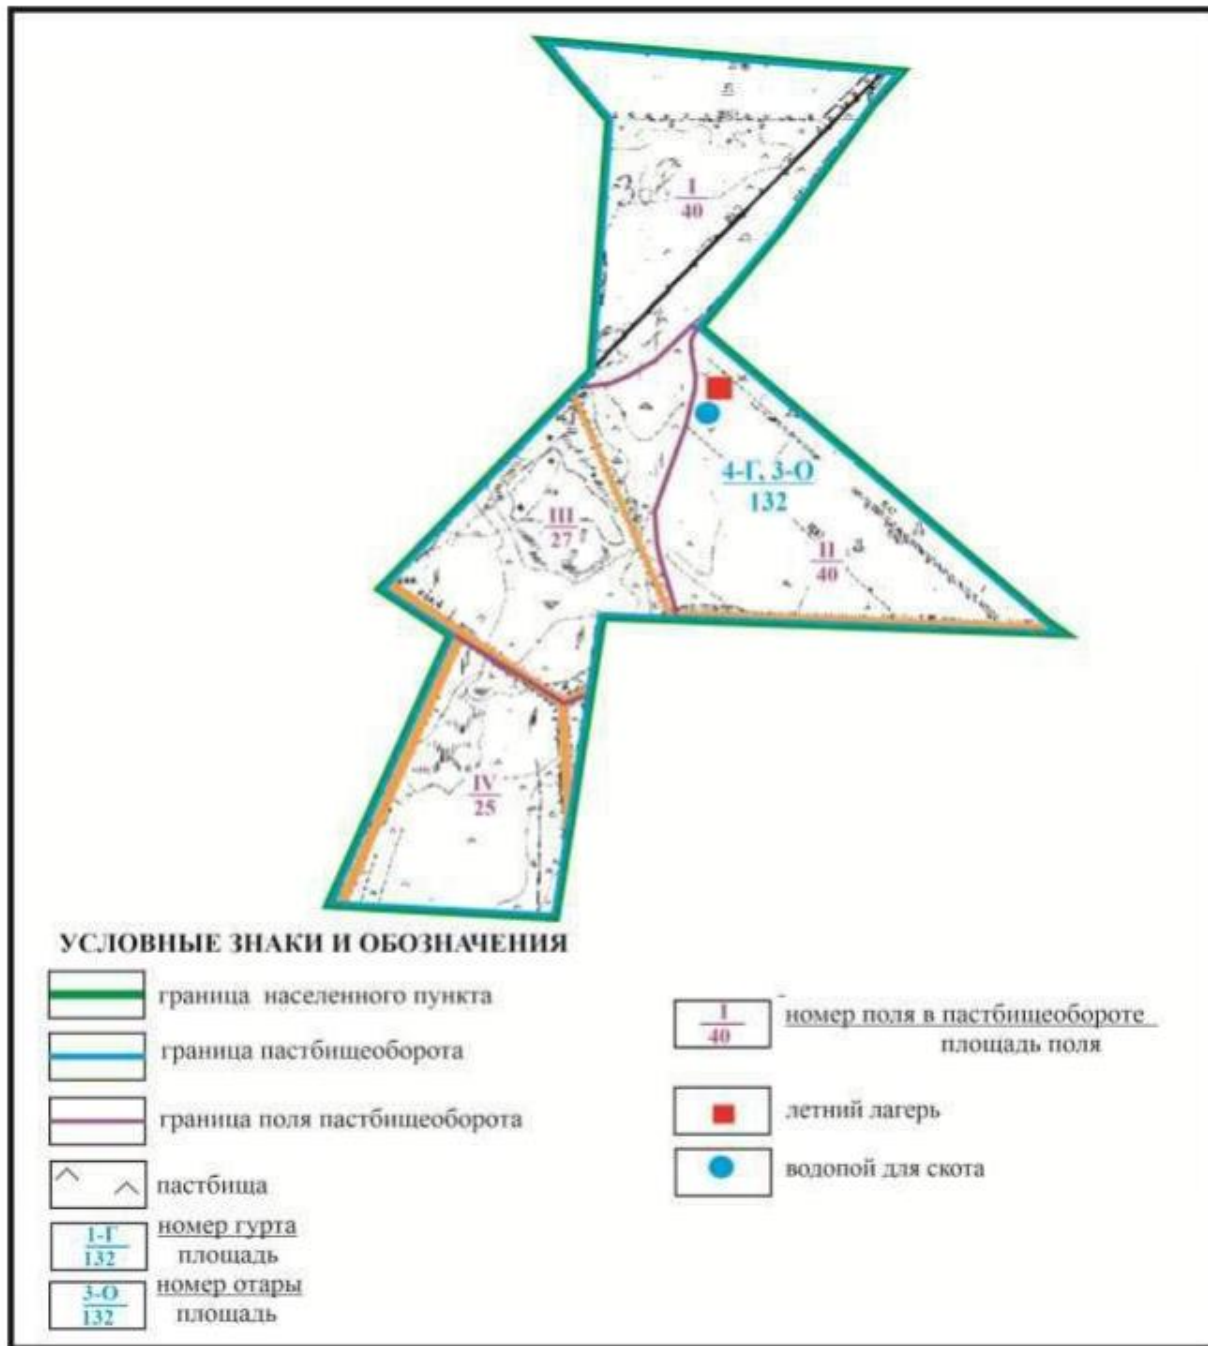 I
40
4-Г, 3-О
132
III
27
II
40
IV
25
УСЛОВНЫЕ ЗНАКИ И ОБОЗНАЧЕНИЯ
граница населенного пункта
граница пастбищеоборота
граница поля пастбищеоборота
пастбища
1-Г
132
номер гурта
площадь
3-О
132
номер отары
площадь
I
40
номер поля в пастбищеобороте
площадь поля
летний лагерь
водопой для скота